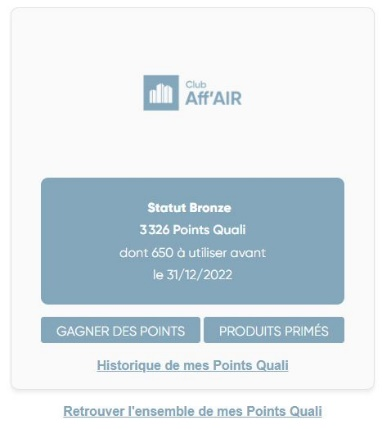 Club
Aff'AIR
Statut Bronze
3 326 Points Quali
dont 650 à utiliser avant
le 31/12/2022
GAGNER DES POINTS
PRODUITS PRIMÉS
Historique de mes Points Quali
Retrouver l'ensemble de mes Points Quali